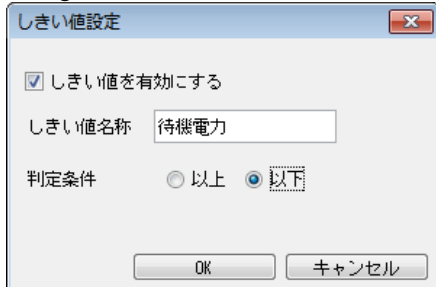 しきい値設定
しきい値を有効にする
しきい値名称 待機電力
判定条件 以上 以下
OK キャンセル